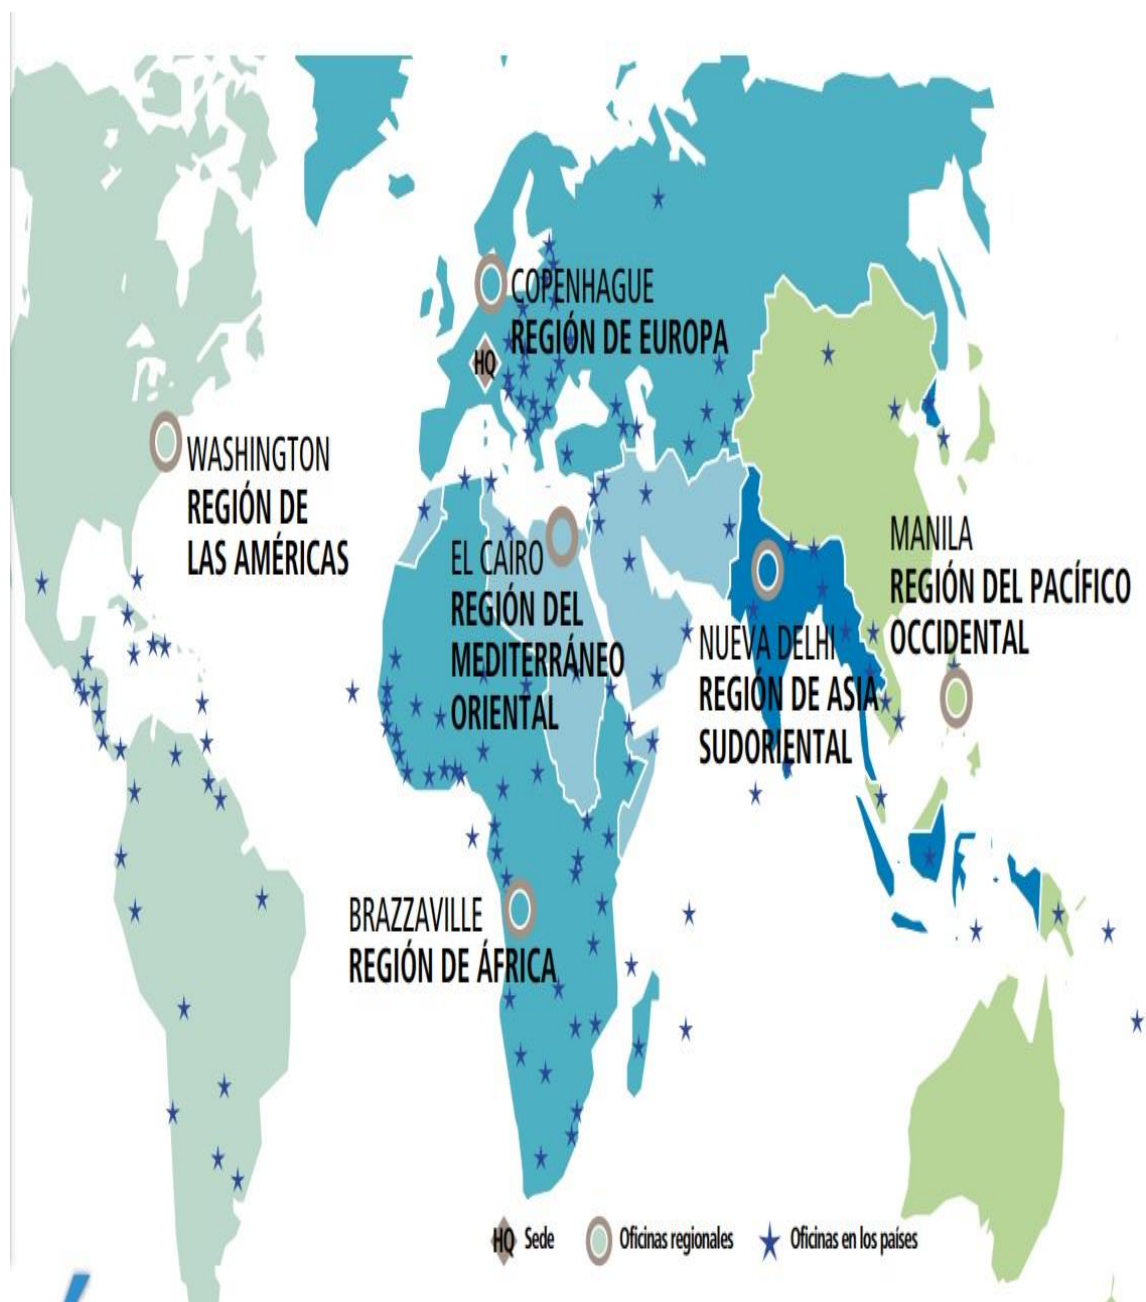 COPENHAGUE
REGIÓN DE EUROPA
HQ
WASHINGTON
REGIÓN DE
LAS AMÉRICAS
EL CAIRO
REGIÓN DEL
MEDITERRÁNEO
ORIENTAL
MANILA
REGIÓN DEL PACÍFICO
OCCIDENTAL
NUEVA DELHI
REGIÓN DE ASIA
SUDORIENTAL
BRAZZAVILLE
REGIÓN DE ÁFRICA
HQ Sede Oficinas regionales Oficinas en los países